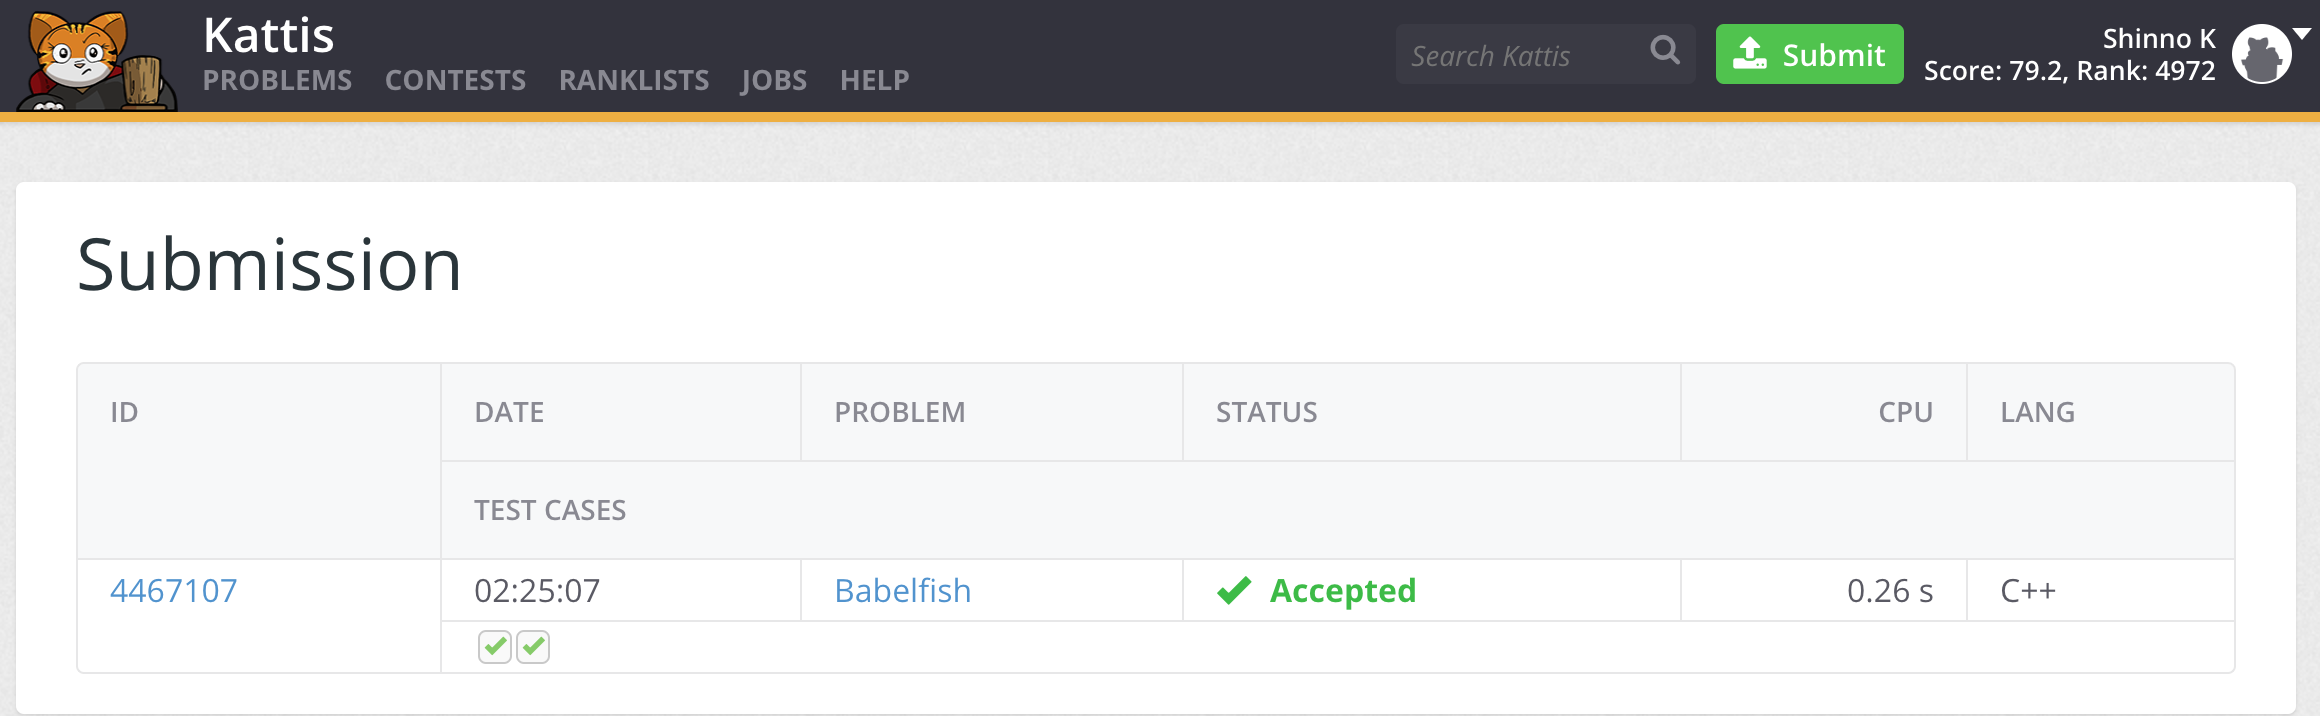 Kattis
PROBLEMS CONTESTS RANKLISTS JOBS HELP
Search Kattis
Submit
Shinno K
Score: 79.2, Rank: 4972
Submission
ID DATE PROBLEM STATUS CPU LANG
TEST CASES
4467107 02:25:07 Babelfish Accepted 0.26 s C++